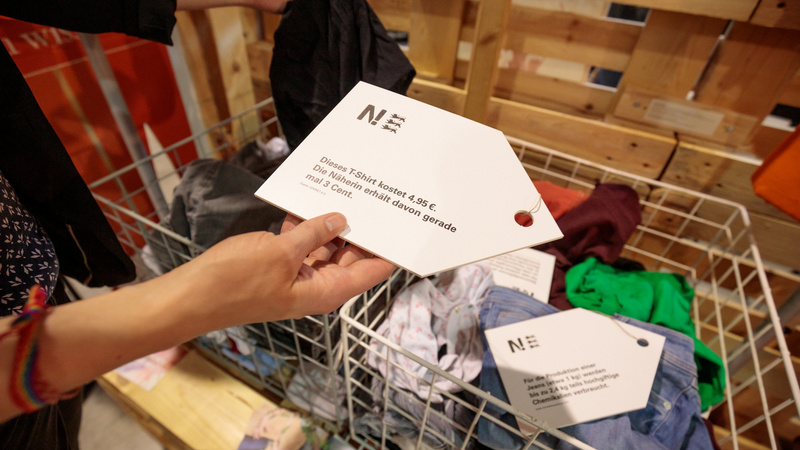 N!
Dieses T-Shirt kostet 4,95 €.
Die Näherin erhält davon gerade
mal 3 Cent.
N!
Für die Produktion einer
Jeans (etwa 1 kg) werden
bis zu 2,4 kg teils hochgiftige
Chemikalien verbraucht.